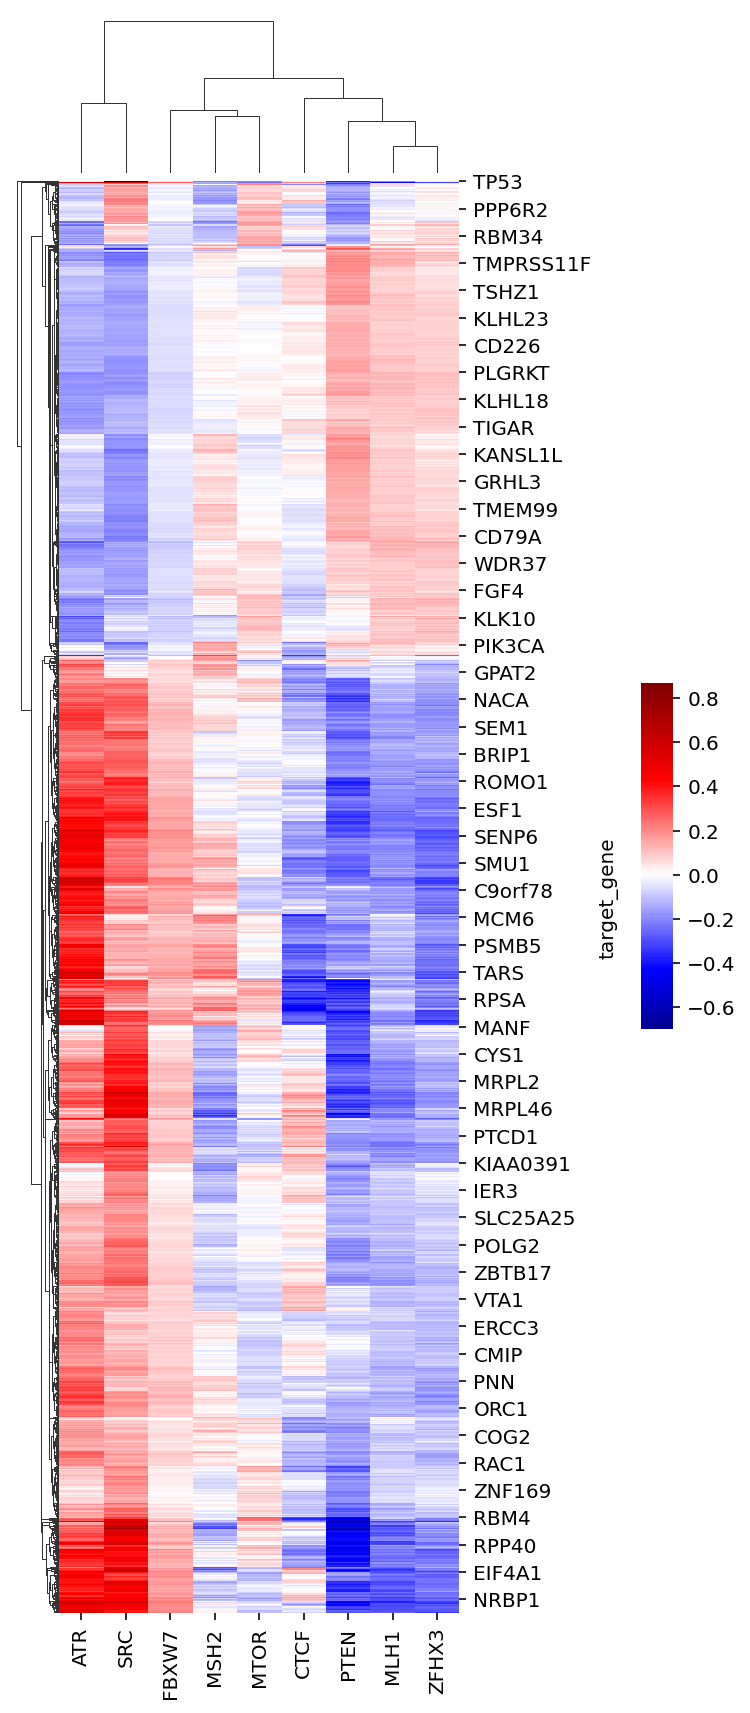 TP53
PPP6R2
RBM34
TMPRSS11F
TSHZ1
KLHL23
CD226
PLGRKT
KLHL18
TIGAR
KANSL1L
GRHL3
TMEM99
CD79A
WDR37
FGF4
KLK10
PIK3CA
GPAT2
NACA
SEM1
BRIP1
ROMO1
ESF1
SENP6
SMU1
C9orf78
MCM6
PSMB5
TARS
RPSA
MANF
CYS1
MRPL2
MRPL46
PTCD1
KIAA0391
IER3
SLC25A25
POLG2
ZBTB17
VTA1
ERCC3
CMIP
PNN
ORC1
COG2
RAC1
ZNF169
RBM4
RPP40
EIF4A1
NRBP1
ATR
SRC
FBXW7
MSH2
MTOR
CTCF
PTEN
MLH1
ZFHX3
target_gene
0.8
0.6
0.4
0.2
0.0
−0.2
−0.4
−0.6